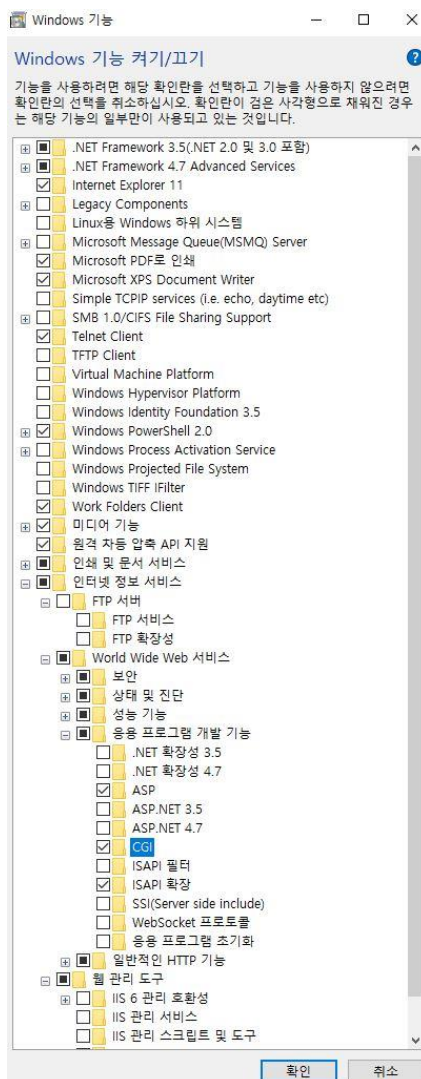 Windows 기능
Windows 기능 켜기/끄기
기능을 사용하려면 해당 확인란을 선택하고 기능을 사용하지 않으려면
확인란의 선택을 취소하십시오. 확인란이 검은 사각형으로 채워진 경우
는 해당 기능의 일부만이 사용되고 있는 것입니다.
.NET Framework 3.5(.NET 2.0 및 3.0 포함)
.NET Framework 4.7 Advanced Services
Internet Explorer 11
Legacy Components
Linux용 Windows 하위 시스템
Microsoft Message Queue(MSMQ) Server
Microsoft PDF로 인쇄
Microsoft XPS Document Writer
Simple TCPIP services (i.e. echo, daytime etc)
SMB 1.0/CIFS File Sharing Support
Telnet Client
TFTP Client
Virtual Machine Platform
Windows Hypervisor Platform
Windows Identity Foundation 3.5
Windows PowerShell 2.0
Windows Process Activation Service
Windows Projected File System
Windows TIFF IFilter
Work Folders Client
미디어 기능
원격 차등 압축 API 지원
인쇄 및 문서 서비스
인터넷 정보 서비스
FTP 서버
FTP 서비스
FTP 확장성
World Wide Web 서비스
보안
상태 및 진단
성능 기능
응용 프로그램 개발 기능
.NET 확장성 3.5
.NET 확장성 4.7
ASP
ASP.NET 3.5
ASP.NET 4.7
CGI
ISAPI 필터
ISAPI 확장
SSI(Server side include)
WebSocket 프로토콜
응용 프로그램 초기화
일반적인 HTTP 기능
웹 관리 도구
IIS 6 관리 호환성
IIS 관리 서비스
IIS 관리 스크립트 및 도구
확인 취소